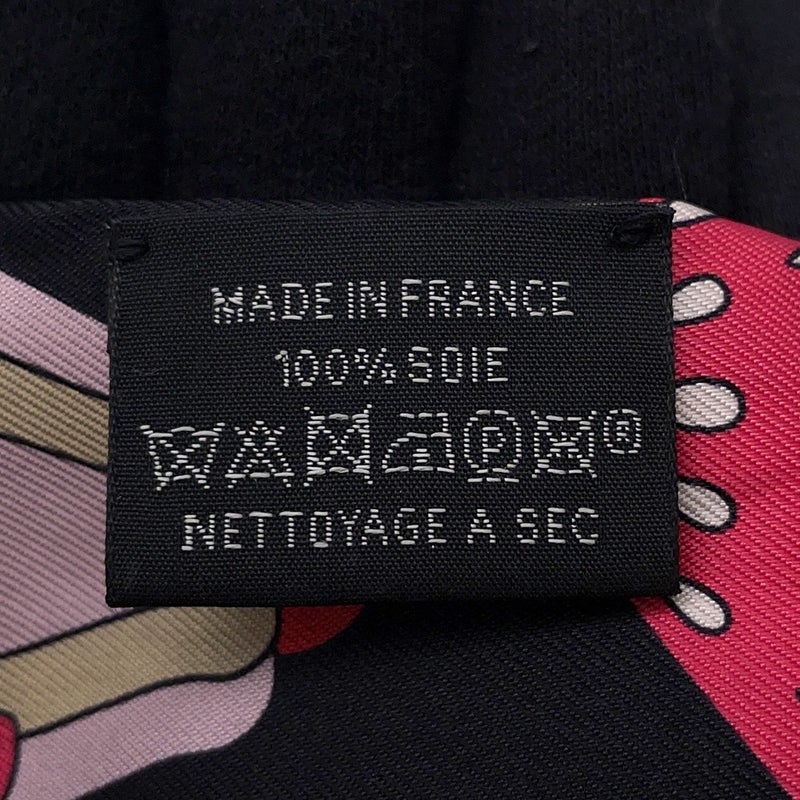 MADE IN FRANCE
100% SOIE
P ®
NETTOYAGE A SEC